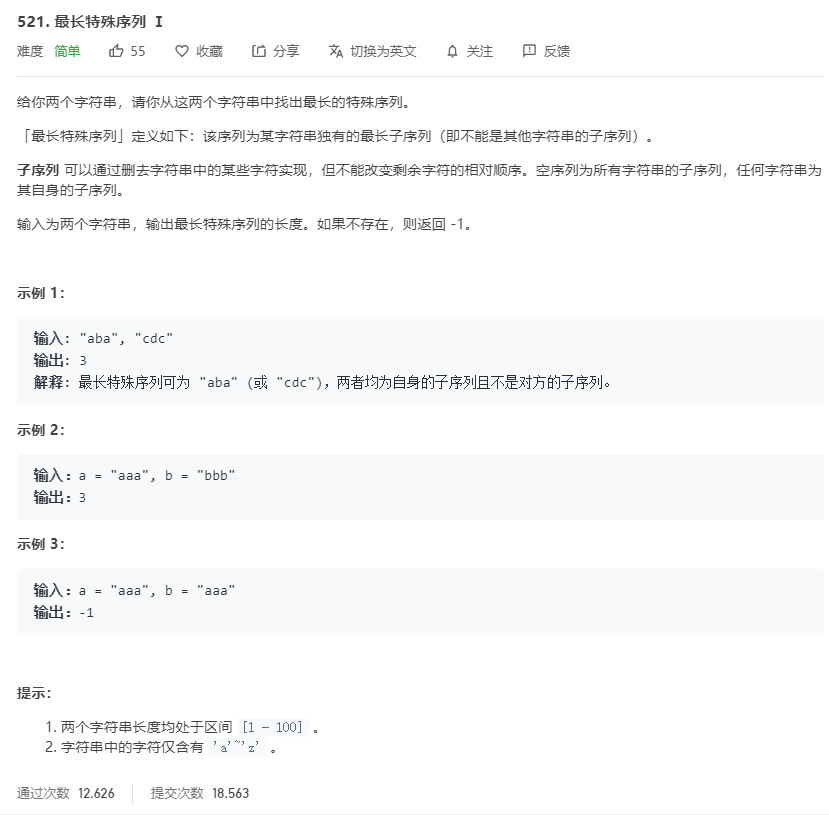 521. 最长特殊序列 Ⅰ
难度 简单 55 收藏 分享 切换为英文 关注 反馈
给你两个字符串，请你从这两个字符串中找出最长的特殊序列。
「最长特殊序列」定义如下：该序列为某字符串独有的最长子序列（即不能是其他字符串的子序列）。
子序列 可以通过删去字符串中的某些字符实现，但不能改变剩余字符的相对顺序。空序列为所有字符串的子序列，任何字符串为
其自身的子序列。
输入为两个字符串，输出最长特殊序列的长度。如果不存在，则返回 -1。
示例 1：
输入: "aba", "cdc"
输出: 3
解释: 最长特殊序列可为 "aba" (或 "cdc")，两者均为自身的子序列且不是对方的子序列。
示例 2：
输入：a = "aaa", b = "bbb"
输出：3
示例 3：
输入：a = "aaa", b = "aaa"
输出：-1
提示：
1. 两个字符串长度均处于区间 [1 - 100] 。
2. 字符串中的字符仅含有 'a'~'z' 。
通过次数 12,626 提交次数 18,563